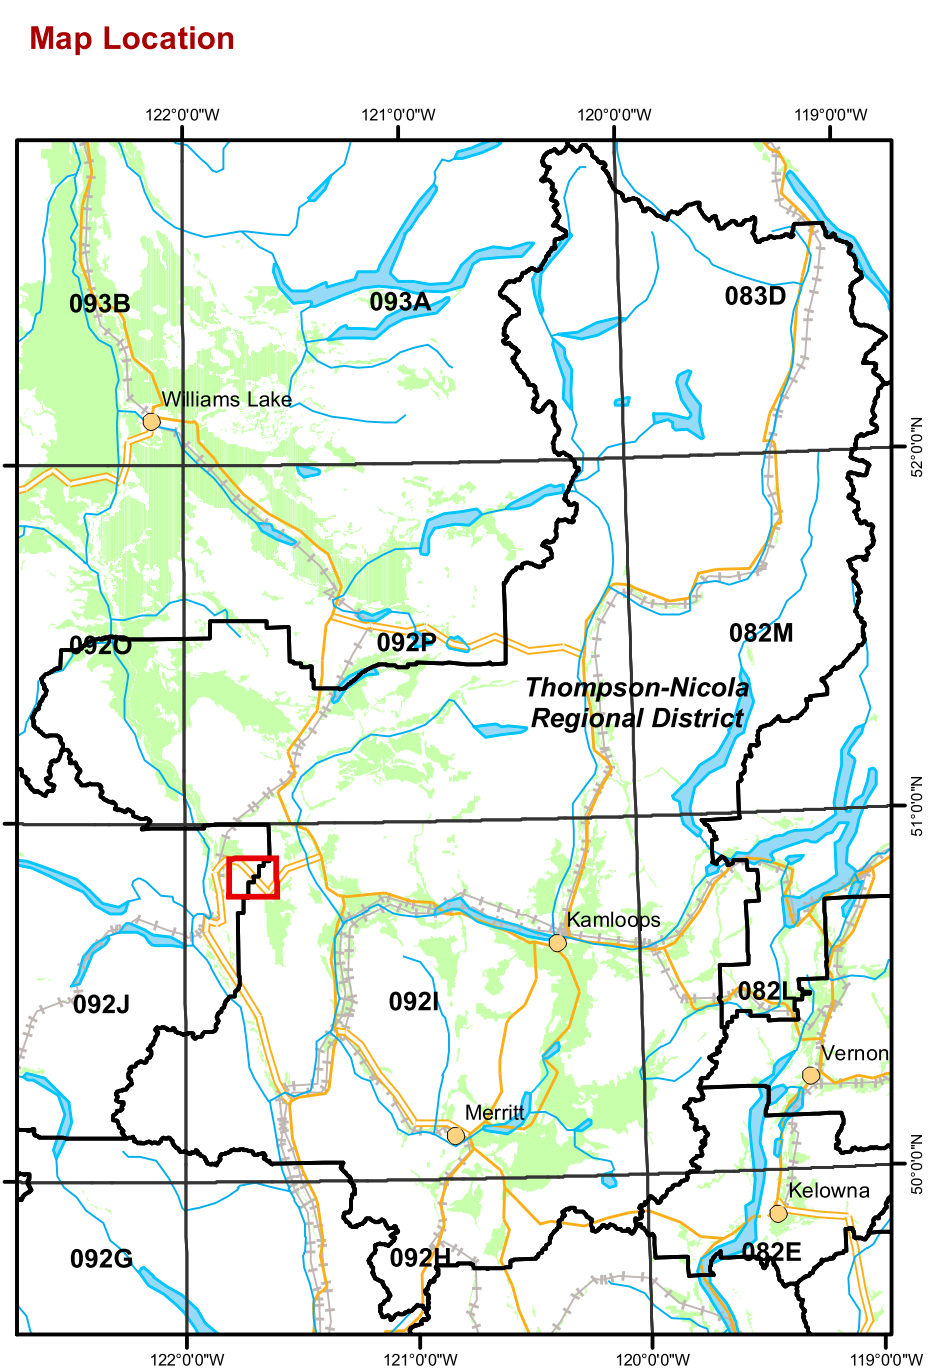 Map Location
122°0'0"W
121°0'0"W
120°0'0"W
119°0'0"W
093B
093A
083D
Williams Lake
52°0'0"N
092O
092P
082M
Thompson-Nicola
Regional District
51°0'0"N
Kamloops
092J
092I
082L
Vernon
Merritt
50°0'0"N
Kelowna
092G
092H
082E
122°0'0"W
121°0'0"W
120°0'0"W
119°0'0"W